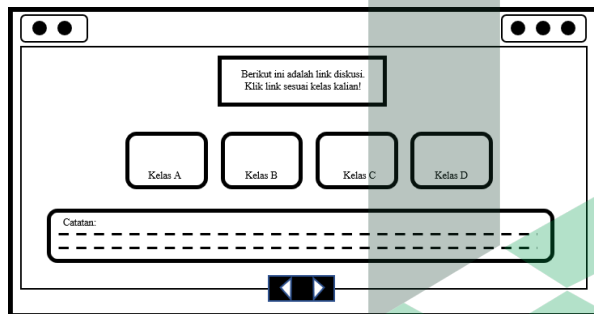 Berikut ini adalah link diskusi.
Klik link sesuai kelas kalian!
Kelas A
Kelas B
Kelas C
Kelas D
Catatan: